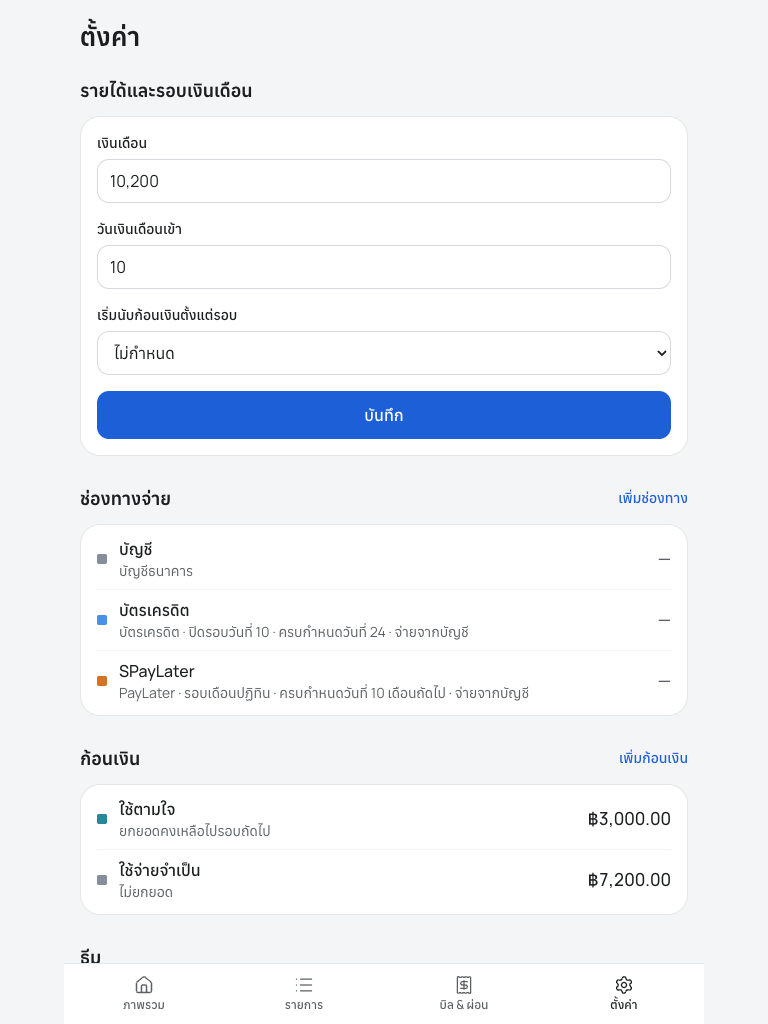 ตั้งค่า
รายได้และรอบเงินเดือน
เงินเดือน
10,200
วันเงินเดือนเข้า
10
เริ่มนับก้อนเงินตั้งแต่รอบ
ไม่กำหนด
บันทึก
ช่องทางจ่าย
เพิ่มช่องทาง
บัญชี
บัญชีธนาคาร
—
บัตรเครดิต
บัตรเครดิต · ปิดรอบวันที่ 10 · ครบกำหนดวันที่ 24 · จ่ายจากบัญชี
—
SPayLater
PayLater · รอบเดือนปฏิทิน · ครบกำหนดวันที่ 10 เดือนถัดไป · จ่ายจากบัญชี
—
ก้อนเงิน
เพิ่มก้อนเงิน
ใช้ตามใจ
ยกยอดคงเหลือไปรอบถัดไป
฿3,000.00
ใช้จ่ายจำเป็น
ไม่ยกยอด
฿7,200.00
ธีม
ภาพรวม
รายการ
บิล & ผ่อน
ตั้งค่า